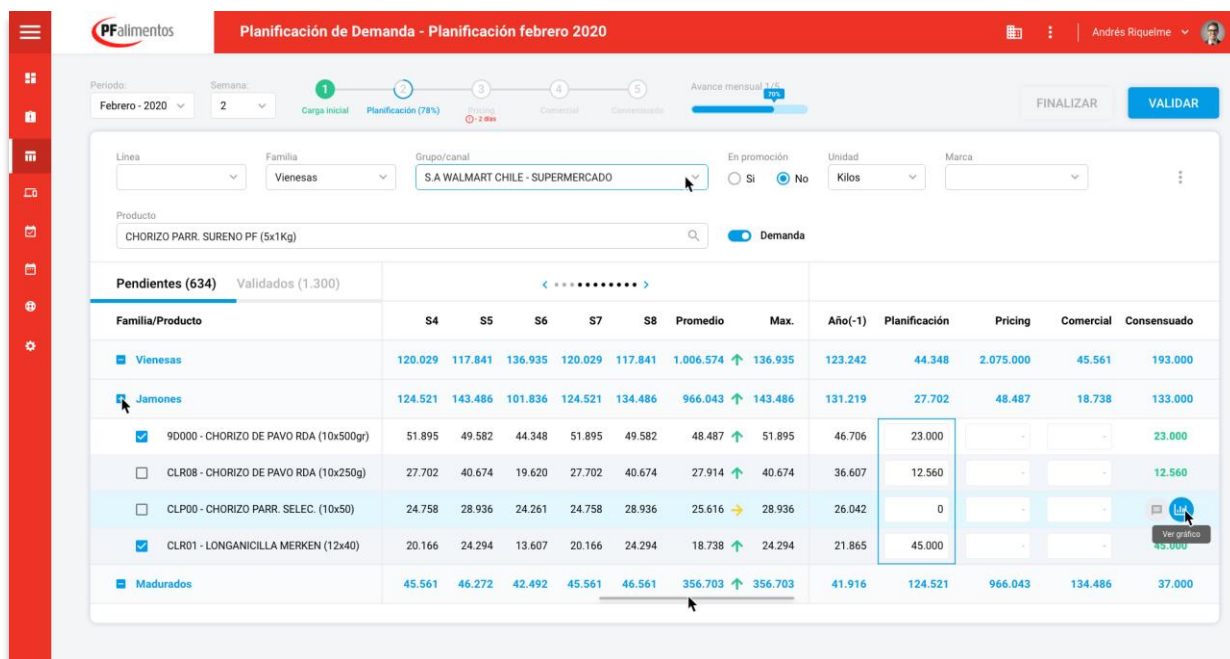 PFalimentos
Planificación de Demanda - Planificación febrero 2020
Andrés Riquelme
Periodo:
Febrero - 2020
Semana:
2
1
Carga inicial
2
Planificación (78%)
3
Pricing
- 2 días
4
Comercial
5
Consensuado
Avance mensual 1/5
70%
FINALIZAR
VALIDAR
Línea
Familia
Vienesas
Grupo/canal
S.A WALMART CHILE - SUPERMERCADO
En promoción
Si
No
Unidad
Kilos
Marca
Producto
CHORIZO PARR. SURENO PF (5x1Kg)
Demanda
Pendientes (634) Validados (1.300)
Familia/Producto S4 S5 S6 S7 S8 Promedio Max. Año(-1) Planificación Pricing Comercial Consensuado
Vienesas 120.029 117.841 136.935 120.029 117.841 1.006.574 136.935 123.242 44.348 2.075.000 45.561 193.000
Jamones 124.521 143.486 101.836 124.521 134.486 966.043 143.486 131.219 27.702 48.487 18.738 133.000
9D000 - CHORIZO DE PAVO RDA (10x500gr) 51.895 49.582 44.348 51.895 49.582 48.487 51.895 46.706 23.000 - - 23.000
CLR08 - CHORIZO DE PAVO RDA (10x250g) 27.702 40.674 19.620 27.702 40.674 27.914 40.674 36.607 12.560 - - 12.560
CLP00 - CHORIZO PARR. SELEC. (10x50) 24.758 28.936 24.261 24.758 28.936 25.616 28.936 26.042 0 - -
Ver gráfico
CLR01 - LONGANICILLA MERKEN (12x40) 20.166 24.294 13.607 20.166 24.294 18.738 24.294 21.865 45.000 - - 45.000
Madurados 45.561 46.272 42.492 45.561 46.561 356.703 356.703 41.916 124.521 966.043 134.486 37.000